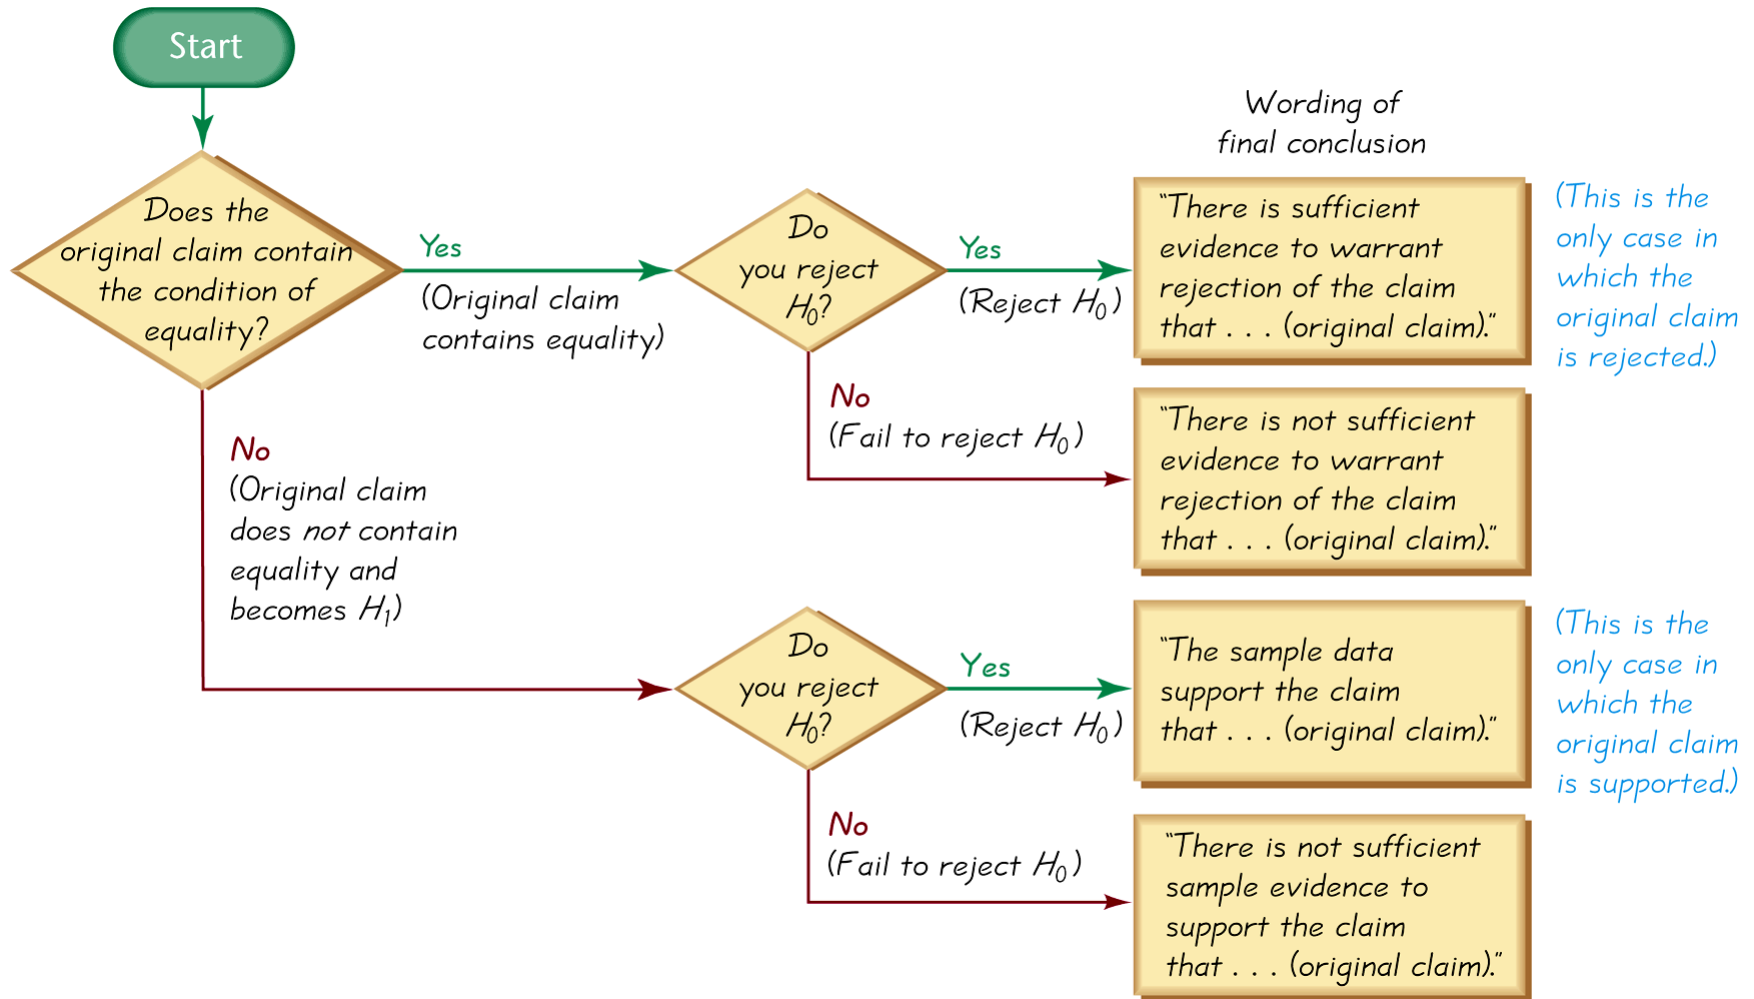 Start
Does the
original claim contain
the condition of
equality?
Yes
(Original claim
contains equality)
Do
you reject
H₀?
Yes
(Reject H₀)
Wording of
final conclusion
“There is sufficient
evidence to warrant
rejection of the claim
that . . . (original claim).”
(This is the
only case in
which the
original claim
is rejected.)
No
(Fail to reject H₀)
“There is not sufficient
evidence to warrant
rejection of the claim
that . . . (original claim).”
No
(Original claim
does not contain
equality and
becomes H₁)
Do
you reject
H₀?
Yes
(Reject H₀)
“The sample data
support the claim
that . . . (original claim).”
(This is the
only case in
which the
original claim
is supported.)
No
(Fail to reject H₀)
“There is not sufficient
sample evidence to
support the claim
that . . . (original claim).”